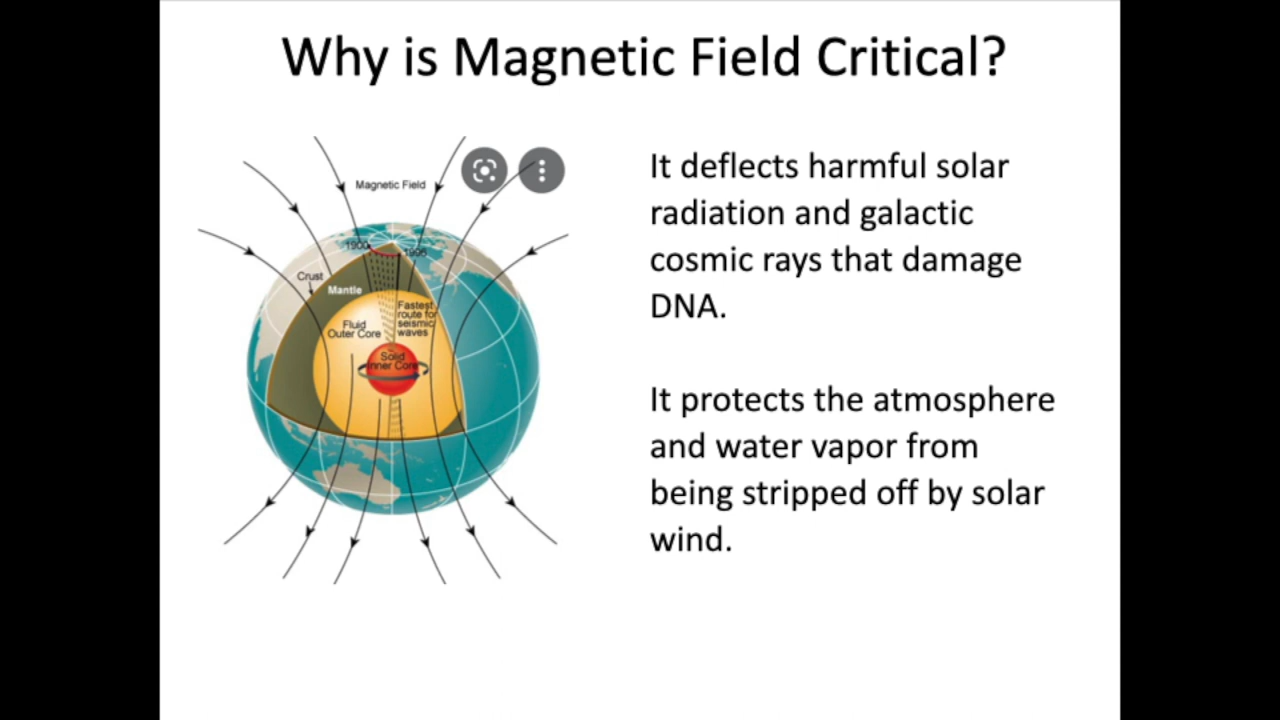 Why is Magnetic Field Critical?
Magnetic Field
1900
1996
Crust
Mantle
Fastest
route for
seismic
waves
Fluid
Outer Core
Solid
Inner Core
It deflects harmful solar
radiation and galactic
cosmic rays that damage
DNA.
It protects the atmosphere
and water vapor from
being stripped off by solar
wind.